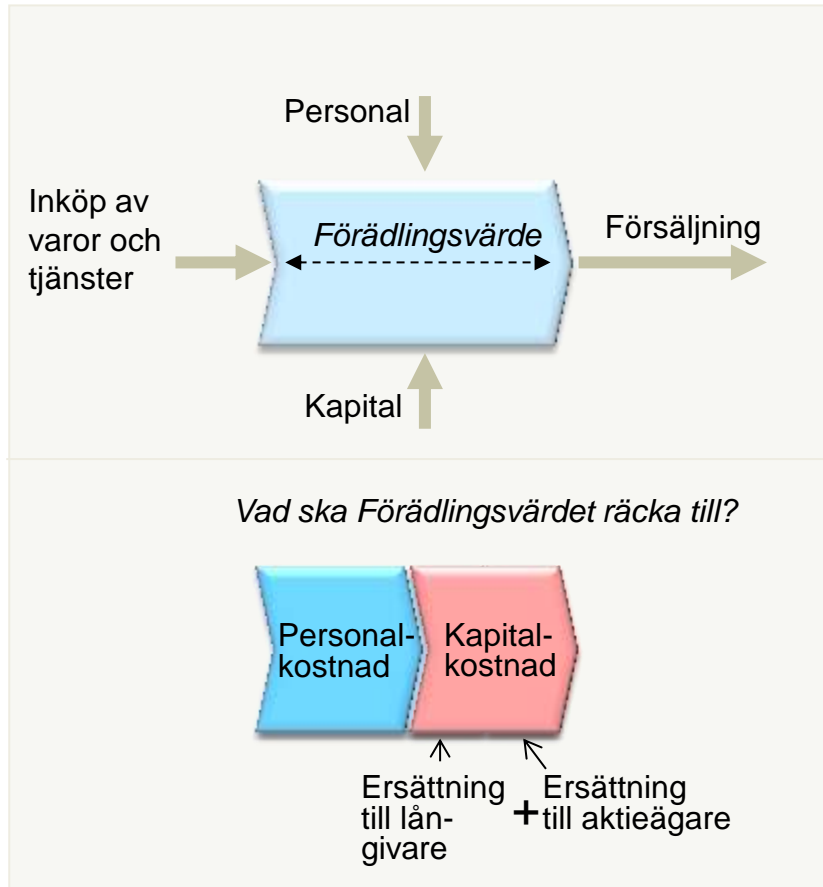 Personal
Inköp av
varor och
tjänster
Förädlingsvärde
Försäljning
Kapital
Vad ska Förädlingsvärdet räcka till?
Personal-
kostnad
Kapital-
kostnad
Ersättning
till lån-
givare
+
Ersättning
till aktieägare